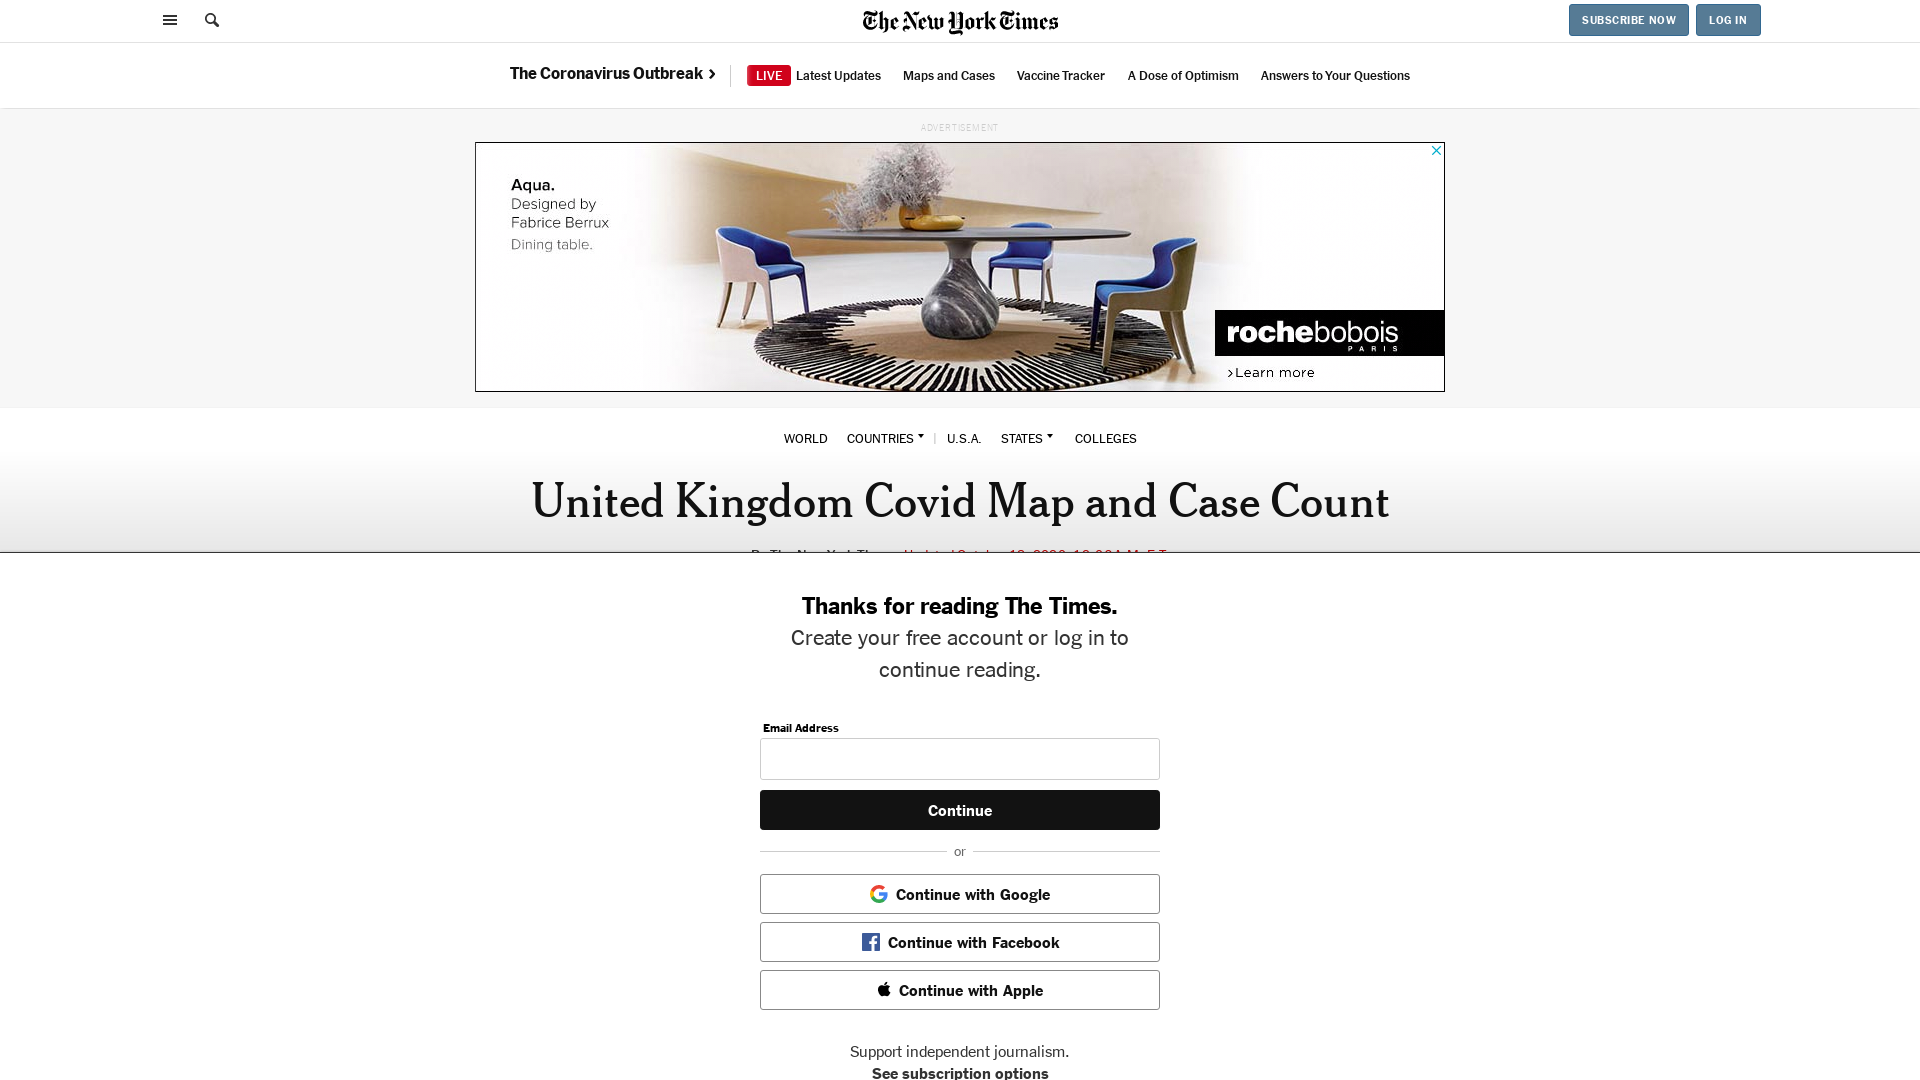 The New York Times
SUBSCRIBE NOW
LOG IN
The Coronavirus Outbreak ›
LIVE Latest Updates
Maps and Cases
Vaccine Tracker
A Dose of Optimism
Answers to Your Questions
ADVERTISEMENT
Aqua.
Designed by
Fabrice Berrux
Dining table.
rochebobois
PARIS
›Learn more
WORLD
COUNTRIES
U.S.A.
STATES
COLLEGES
United Kingdom Covid Map and Case Count
Thanks for reading The Times.
Create your free account or log in to
continue reading.
Email Address
Continue
or
Continue with Google
Continue with Facebook
Continue with Apple
Support independent journalism.
See subscription options